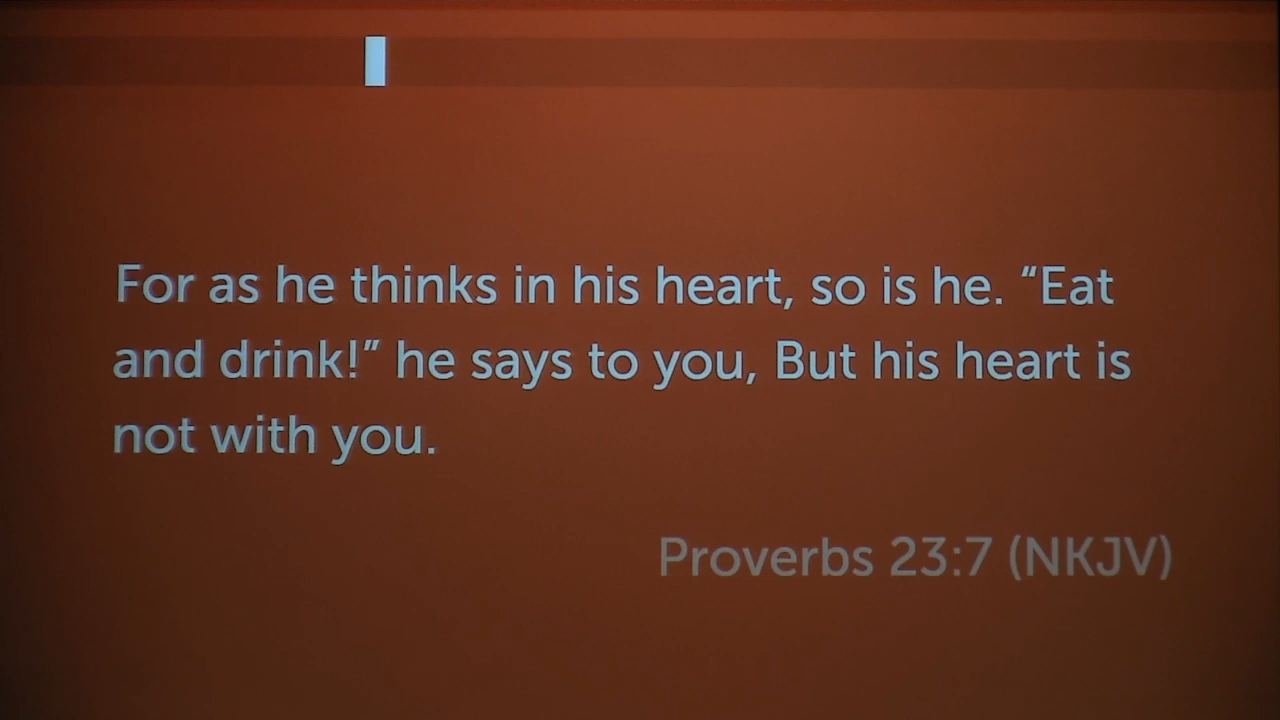 For as he thinks in his heart, so is he. “Eat
and drink!” he says to you, But his heart is
not with you.
Proverbs 23:7 (NKJV)